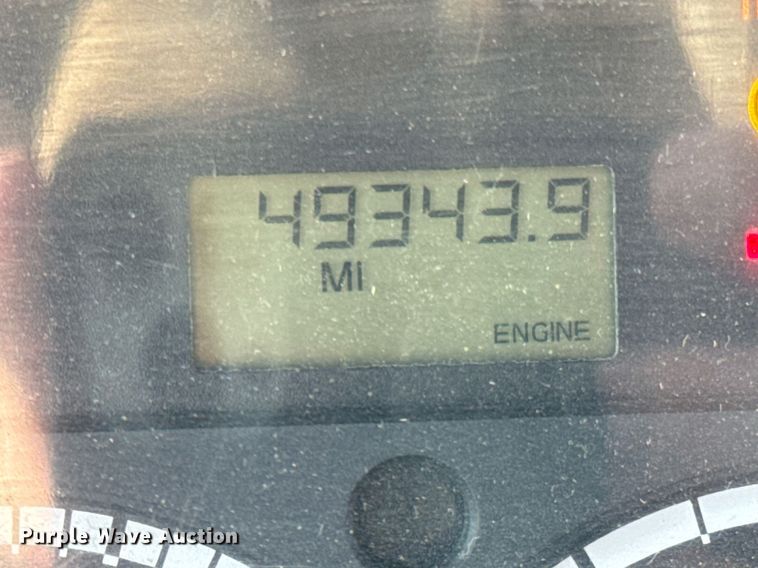 49343.9
MI
ENGINE
Purple Wave Auction